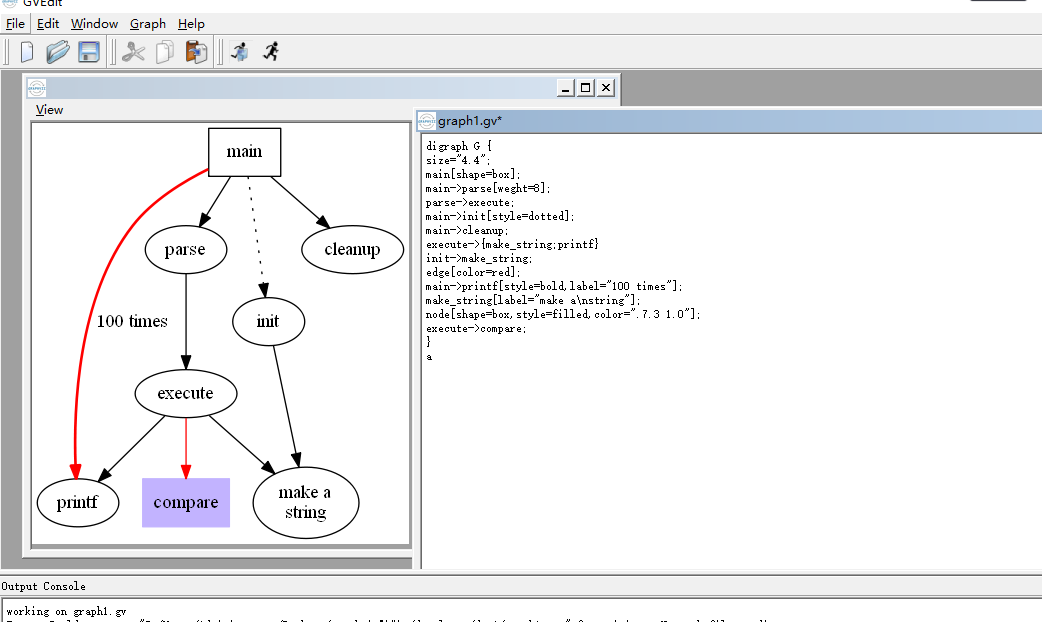 GVEdit
File Edit Window Graph Help
View
main
parse
cleanup
100 times
init
execute
printf
compare
make a
string
graph1.gv*
digraph G {
size="4.4";
main[shape=box];
main->parse[weght=8];
parse->execute;
main->init[style=dotted];
main->cleanup;
execute->{make_string;printf}
init->make_string;
edge[color=red];
main->printf[style=bold,label="100 times"];
make_string[label="make a\nstring"];
node[shape=box,style=filled,color=".7.3 1.0"];
execute->compare;
}
a
Output Console
working on graph1.gv